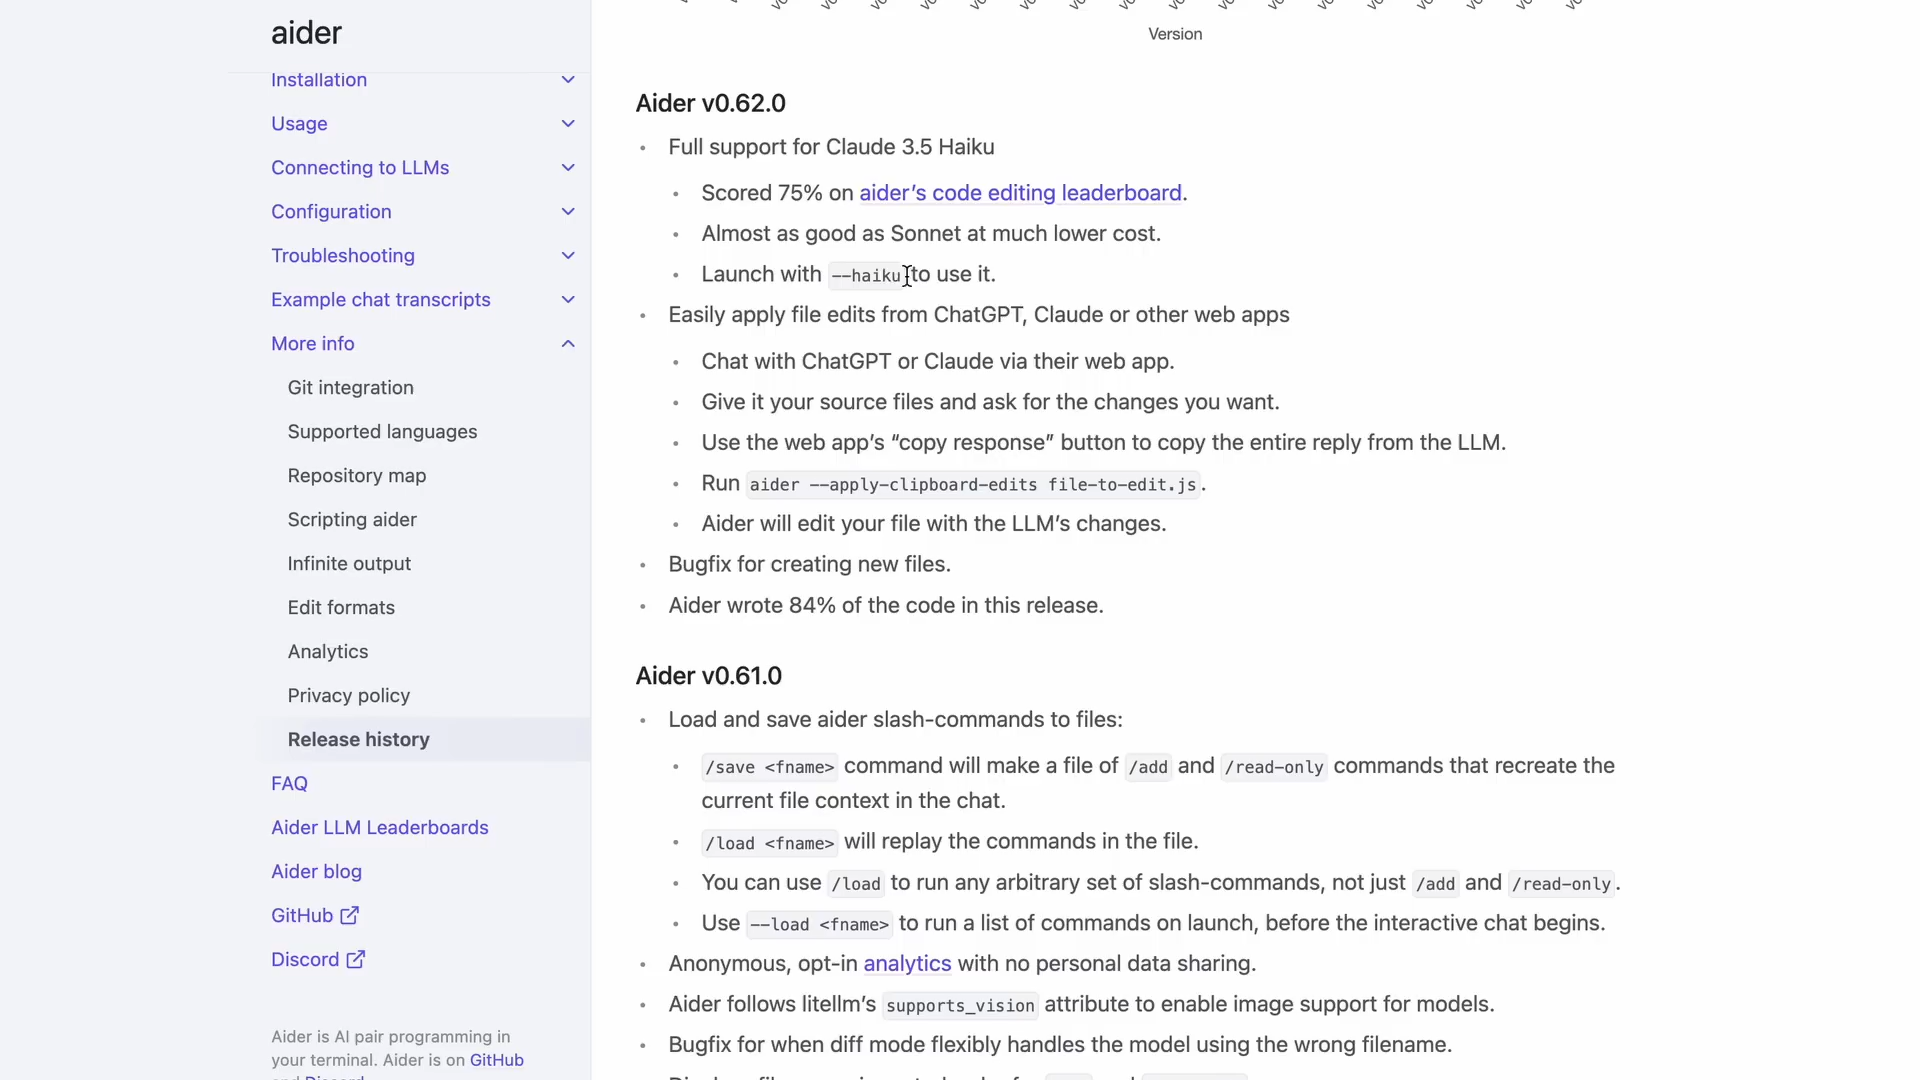 aider
Installation
Usage
Connecting to LLMs
Configuration
Troubleshooting
Example chat transcripts
More info
Git integration
Supported languages
Repository map
Scripting aider
Infinite output
Edit formats
Analytics
Privacy policy
Release history
FAQ
Aider LLM Leaderboards
Aider blog
GitHub
Discord
Aider is AI pair programming in
your terminal. Aider is on GitHub
and Discord.
Version
Aider v0.62.0
• Full support for Claude 3.5 Haiku
• Scored 75% on aider’s code editing leaderboard.
• Almost as good as Sonnet at much lower cost.
• Launch with --haiku to use it.
• Easily apply file edits from ChatGPT, Claude or other web apps
• Chat with ChatGPT or Claude via their web app.
• Give it your source files and ask for the changes you want.
• Use the web app’s “copy response” button to copy the entire reply from the LLM.
• Run aider --apply-clipboard-edits file-to-edit.js.
• Aider will edit your file with the LLM’s changes.
• Bugfix for creating new files.
• Aider wrote 84% of the code in this release.
Aider v0.61.0
• Load and save aider slash-commands to files:
• /save <fname> command will make a file of /add and /read-only commands that recreate the
current file context in the chat.
• /load <fname> will replay the commands in the file.
• You can use /load to run any arbitrary set of slash-commands, not just /add and /read-only.
• Use --load <fname> to run a list of commands on launch, before the interactive chat begins.
• Anonymous, opt-in analytics with no personal data sharing.
• Aider follows litellm’s supports_vision attribute to enable image support for models.
• Bugfix for when diff mode flexibly handles the model using the wrong filename.